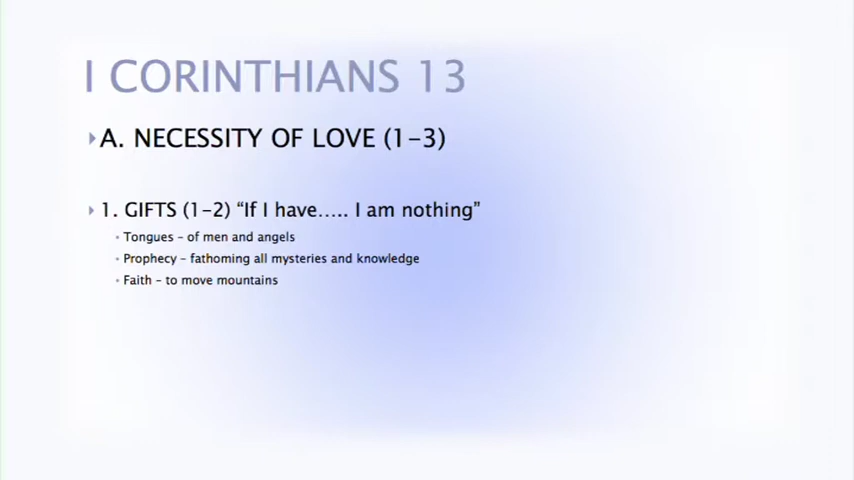 I CORINTHIANS 13
A. NECESSITY OF LOVE (1-3)
1. GIFTS (1-2) “If I have..... I am nothing”
Tongues – of men and angels
Prophecy – fathoming all mysteries and knowledge
Faith – to move mountains